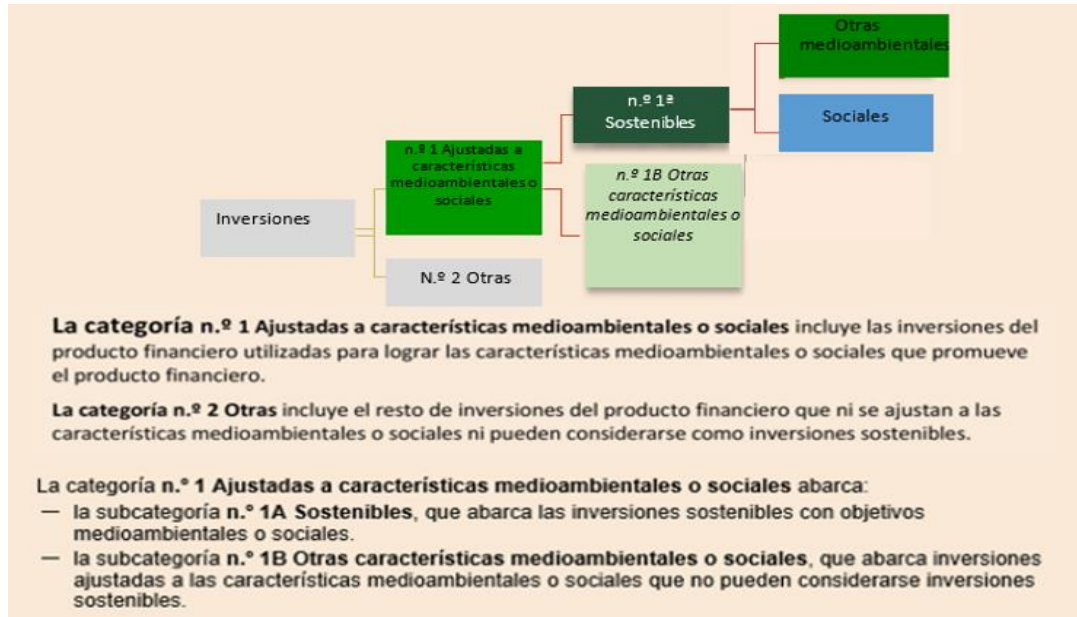 Otras
medioambientales
n.º 1ª
Sostenibles
Sociales
n.º 1 Ajustadas a
características
medioambientales o
sociales
n.º 1B Otras
características
medioambientales o
sociales
Inversiones
N.º 2 Otras
La categoría n.º 1 Ajustadas a características medioambientales o sociales incluye las inversiones del
producto financiero utilizadas para lograr las características medioambientales o sociales que promueve
el producto financiero.
La categoría n.º 2 Otras incluye el resto de inversiones del producto financiero que ni se ajustan a las
características medioambientales o sociales ni pueden considerarse como inversiones sostenibles.
La categoría n.º 1 Ajustadas a características medioambientales o sociales abarca:
— la subcategoría n.º 1A Sostenibles, que abarca las inversiones sostenibles con objetivos
medioambientales o sociales.
— la subcategoría n.º 1B Otras características medioambientales o sociales, que abarca inversiones
ajustadas a las características medioambientales o sociales que no pueden considerarse inversiones
sostenibles.